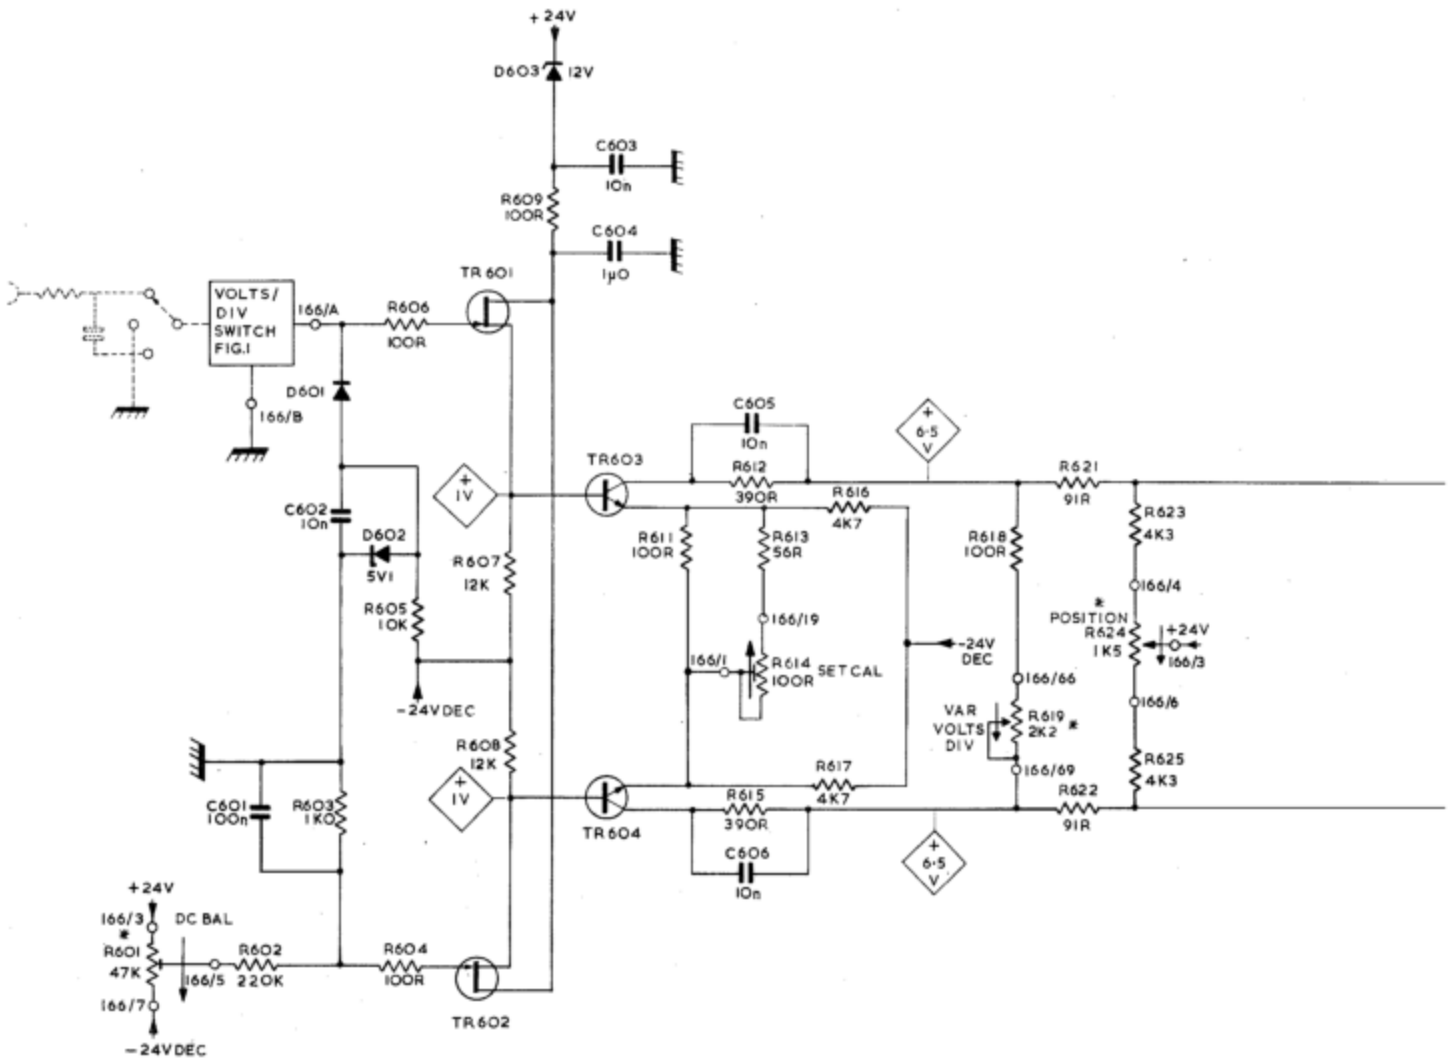 +24V
D603 12V
C603
10n
R609
100R
C604
1µ0
TR601
VOLTS/
DIV
SWITCH
FIG.1
166/A
R606
100R
D601
166/B
C605
10n
+
6·5
V
TR603
R612
390R
R621
91R
+
1V
C602
10n
D602
5V1
R616
4K7
R611
100R
R613
56R
R618
100R
R623
4K3
R607
12K
R605
10K
166/19
166/4
*
POSITION
R624
1K5
+24V
166/3
-24V
DEC
166/1
R614
100R
SET CAL
166/66
-24V DEC
VAR
VOLTS
DIV
R619
2K2
*
166/6
R608
12K
+
1V
R617
4K7
166/69
R625
4K3
C601
100n
R603
1K0
R615
390R
R622
91R
TR604
C606
10n
+
6·5
V
+24V
166/3
*
R601
47K
166/7
-24V DEC
DC BAL
166/5
R602
220K
R604
100R
TR602